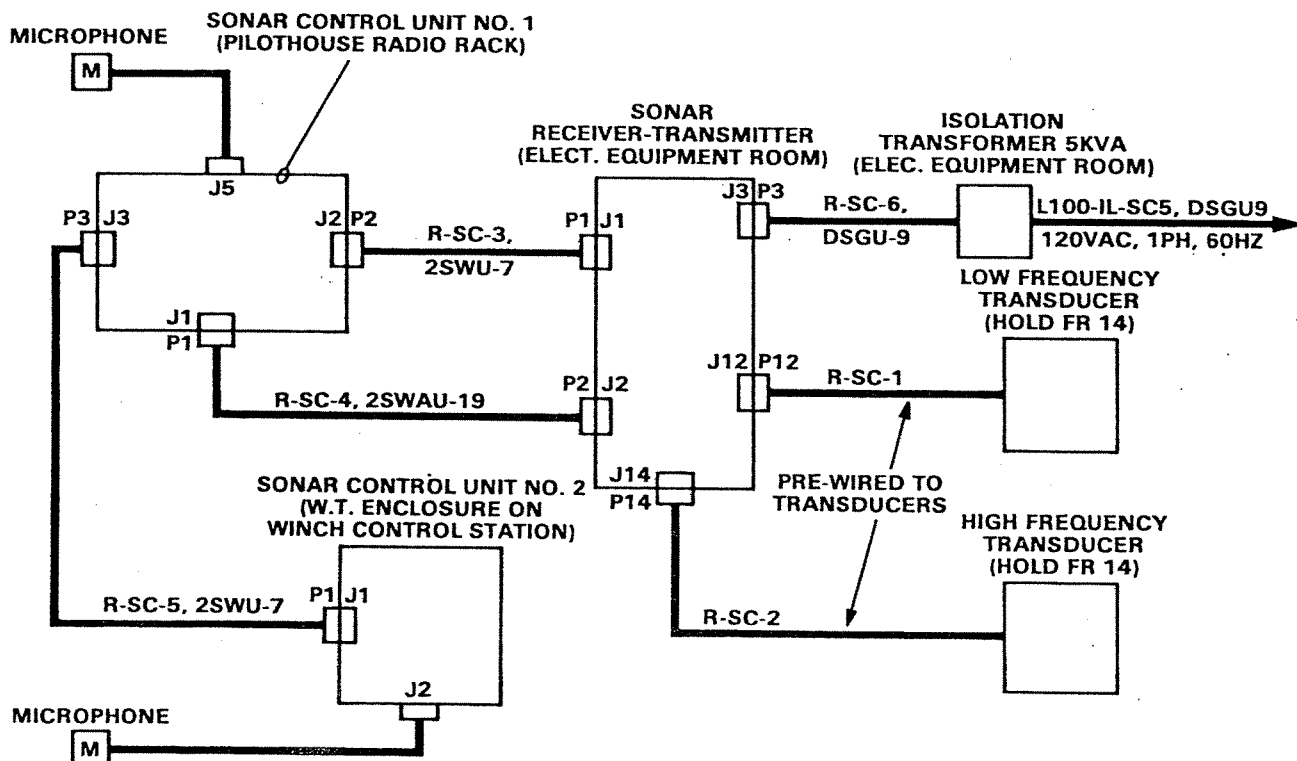 SONAR CONTROL UNIT NO. 1
(PILOTHOUSE RADIO RACK)
MICROPHONE
M
J5
P3 J3
J2 P2
J1
P1
R-SC-3,
2SWU-7
R-SC-4, 2SWAU-19
SONAR
RECEIVER-TRANSMITTER
(ELECT. EQUIPMENT ROOM)
P1 J1
P2 J2
J3 P3
J12 P12
J14
P14
R-SC-6,
DSGU-9
ISOLATION
TRANSFORMER 5KVA
(ELEC. EQUIPMENT ROOM)
L100-IL-SC5, DSGU9
120VAC, 1PH, 60HZ
LOW FREQUENCY
TRANSDUCER
(HOLD FR 14)
R-SC-1
PRE-WIRED TO
TRANSDUCERS
HIGH FREQUENCY
TRANSDUCER
(HOLD FR 14)
R-SC-2
SONAR CONTROL UNIT NO. 2
(W.T. ENCLOSURE ON
WINCH CONTROL STATION)
R-SC-5, 2SWU-7
P1 J1
J2
MICROPHONE
M